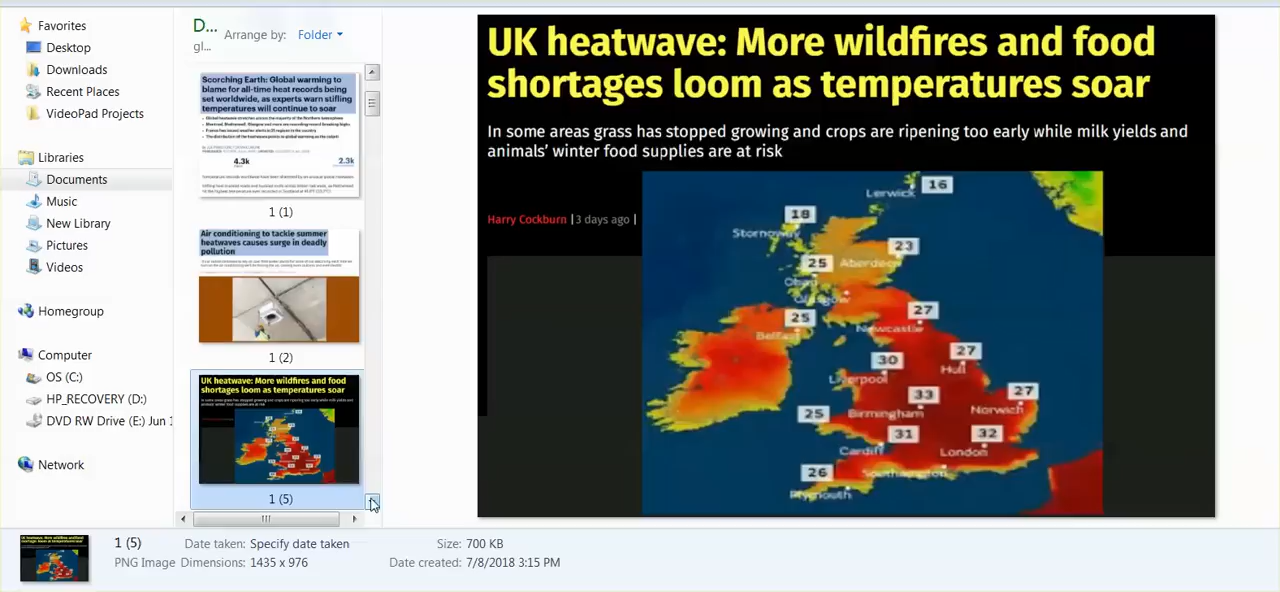 Favorites
Desktop
Downloads
Recent Places
VideoPad Projects
Libraries
Documents
Music
New Library
Pictures
Videos
Homegroup
Computer
OS (C:)
HP_RECOVERY (D:)
DVD RW Drive (E:) Jun 1
Network
D...
gl...
Arrange by: Folder
Scorching Earth: Global warming to
blame for all-time heat records being
set worldwide, as experts warn stifling
temperatures will continue to soar
4.3k
2.3k
1 (1)
Air conditioning to tackle summer
heatwaves causes surge in deadly
pollution
1 (2)
UK heatwave: More wildfires and food
shortages loom as temperatures soar
1 (5)
UK heatwave: More wildfires and food
shortages loom as temperatures soar
In some areas grass has stopped growing and crops are ripening too early while milk yields and
animals' winter food supplies are at risk
Harry Cockburn | 3 days ago |
Lerwick 16
18
Stornoway
23
25 Aberdeen
Oban
Glasgow
25 27
Belfast Newcastle
30 27
Liverpool Hull
33 27
25 Birmingham Norwich
31 32
Cardiff London
26 Southampton
Plymouth
1 (5) Date taken: Specify date taken Size: 700 KB
PNG Image Dimensions: 1435 x 976 Date created: 7/8/2018 3:15 PM